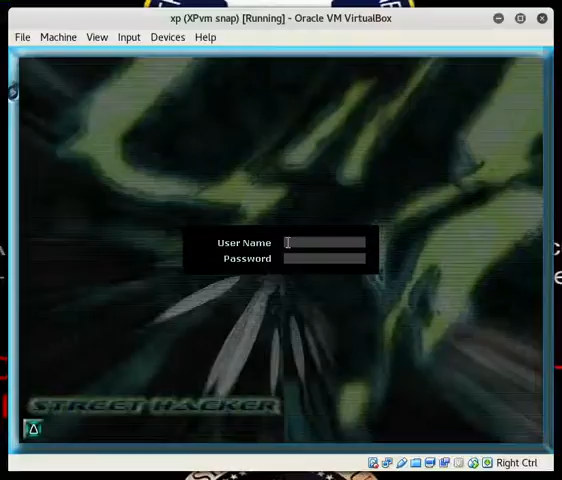 xp (XPvm snap) [Running] - Oracle VM VirtualBox
File Machine View Input Devices Help
User Name
Password
STREET HACKER
Right Ctrl